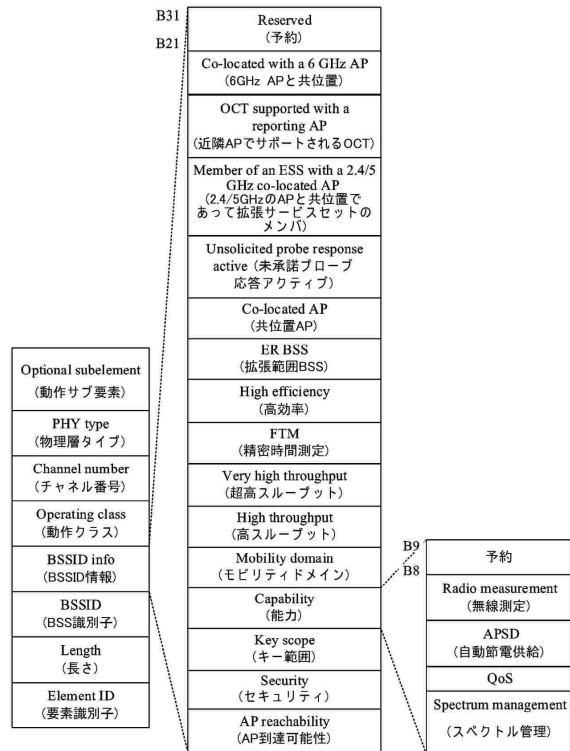 B31
B21
Reserved
(予約)
Co-located with a 6 GHz AP
(6GHz APと共位置)
OCT supported with a
reporting AP
(近隣APでサポートされるOCT)
Member of an ESS with a 2.4/5
GHz co-located AP
(2.4/5GHzのAPと共位置で
あって拡張サービスセットの
メンバ)
Unsolicited probe response
active (未承諾プローブ
応答アクティブ)
Co-located AP
(共位置AP)
ER BSS
(拡張範囲BSS)
High efficiency
(高効率)
FTM
(精密時間測定)
Very high throughput
(超高スループット)
High throughput
(高スループット)
Mobility domain
(モビリティドメイン)
Capability
(能力)
Key scope
(キー範囲)
Security
(セキュリティ)
AP reachability
(AP到達可能性)
Optional subelement
(動作サブ要素)
PHY type
(物理層タイプ)
Channel number
(チャネル番号)
Operating class
(動作クラス)
BSSID info
(BSSID情報)
BSSID
(BSS識別子)
Length
(長さ)
Element ID
(要素識別子)
B9
B8
予約
Radio measurement
(無線測定)
APSD
(自動節電供給)
QoS
Spectrum management
(スペクトル管理)